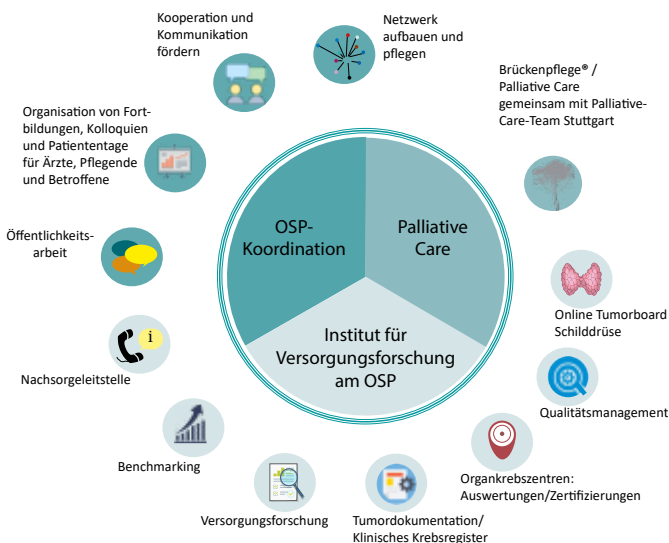 Kooperation und
Kommunikation
fördern
Netzwerk
aufbauen und
pflegen
Brückenpflege® /
Palliative Care
gemeinsam mit Palliative-
Care-Team Stuttgart
Organisation von Fort-
bildungen, Kolloquien
und Patiententage
für Ärzte, Pflegende
und Betroffene
OSP-
Koordination
Palliative
Care
Öffentlichkeits-
arbeit
Online Tumorboard
Schilddrüse
Institut für
Versorgungsforschung
am OSP
i
Nachsorgeleitstelle
Qualitätsmanagement
Benchmarking
Organkrebszentren:
Auswertungen/Zertifizierungen
Versorgungsforschung
Tumordokumentation/
Klinisches Krebsregister